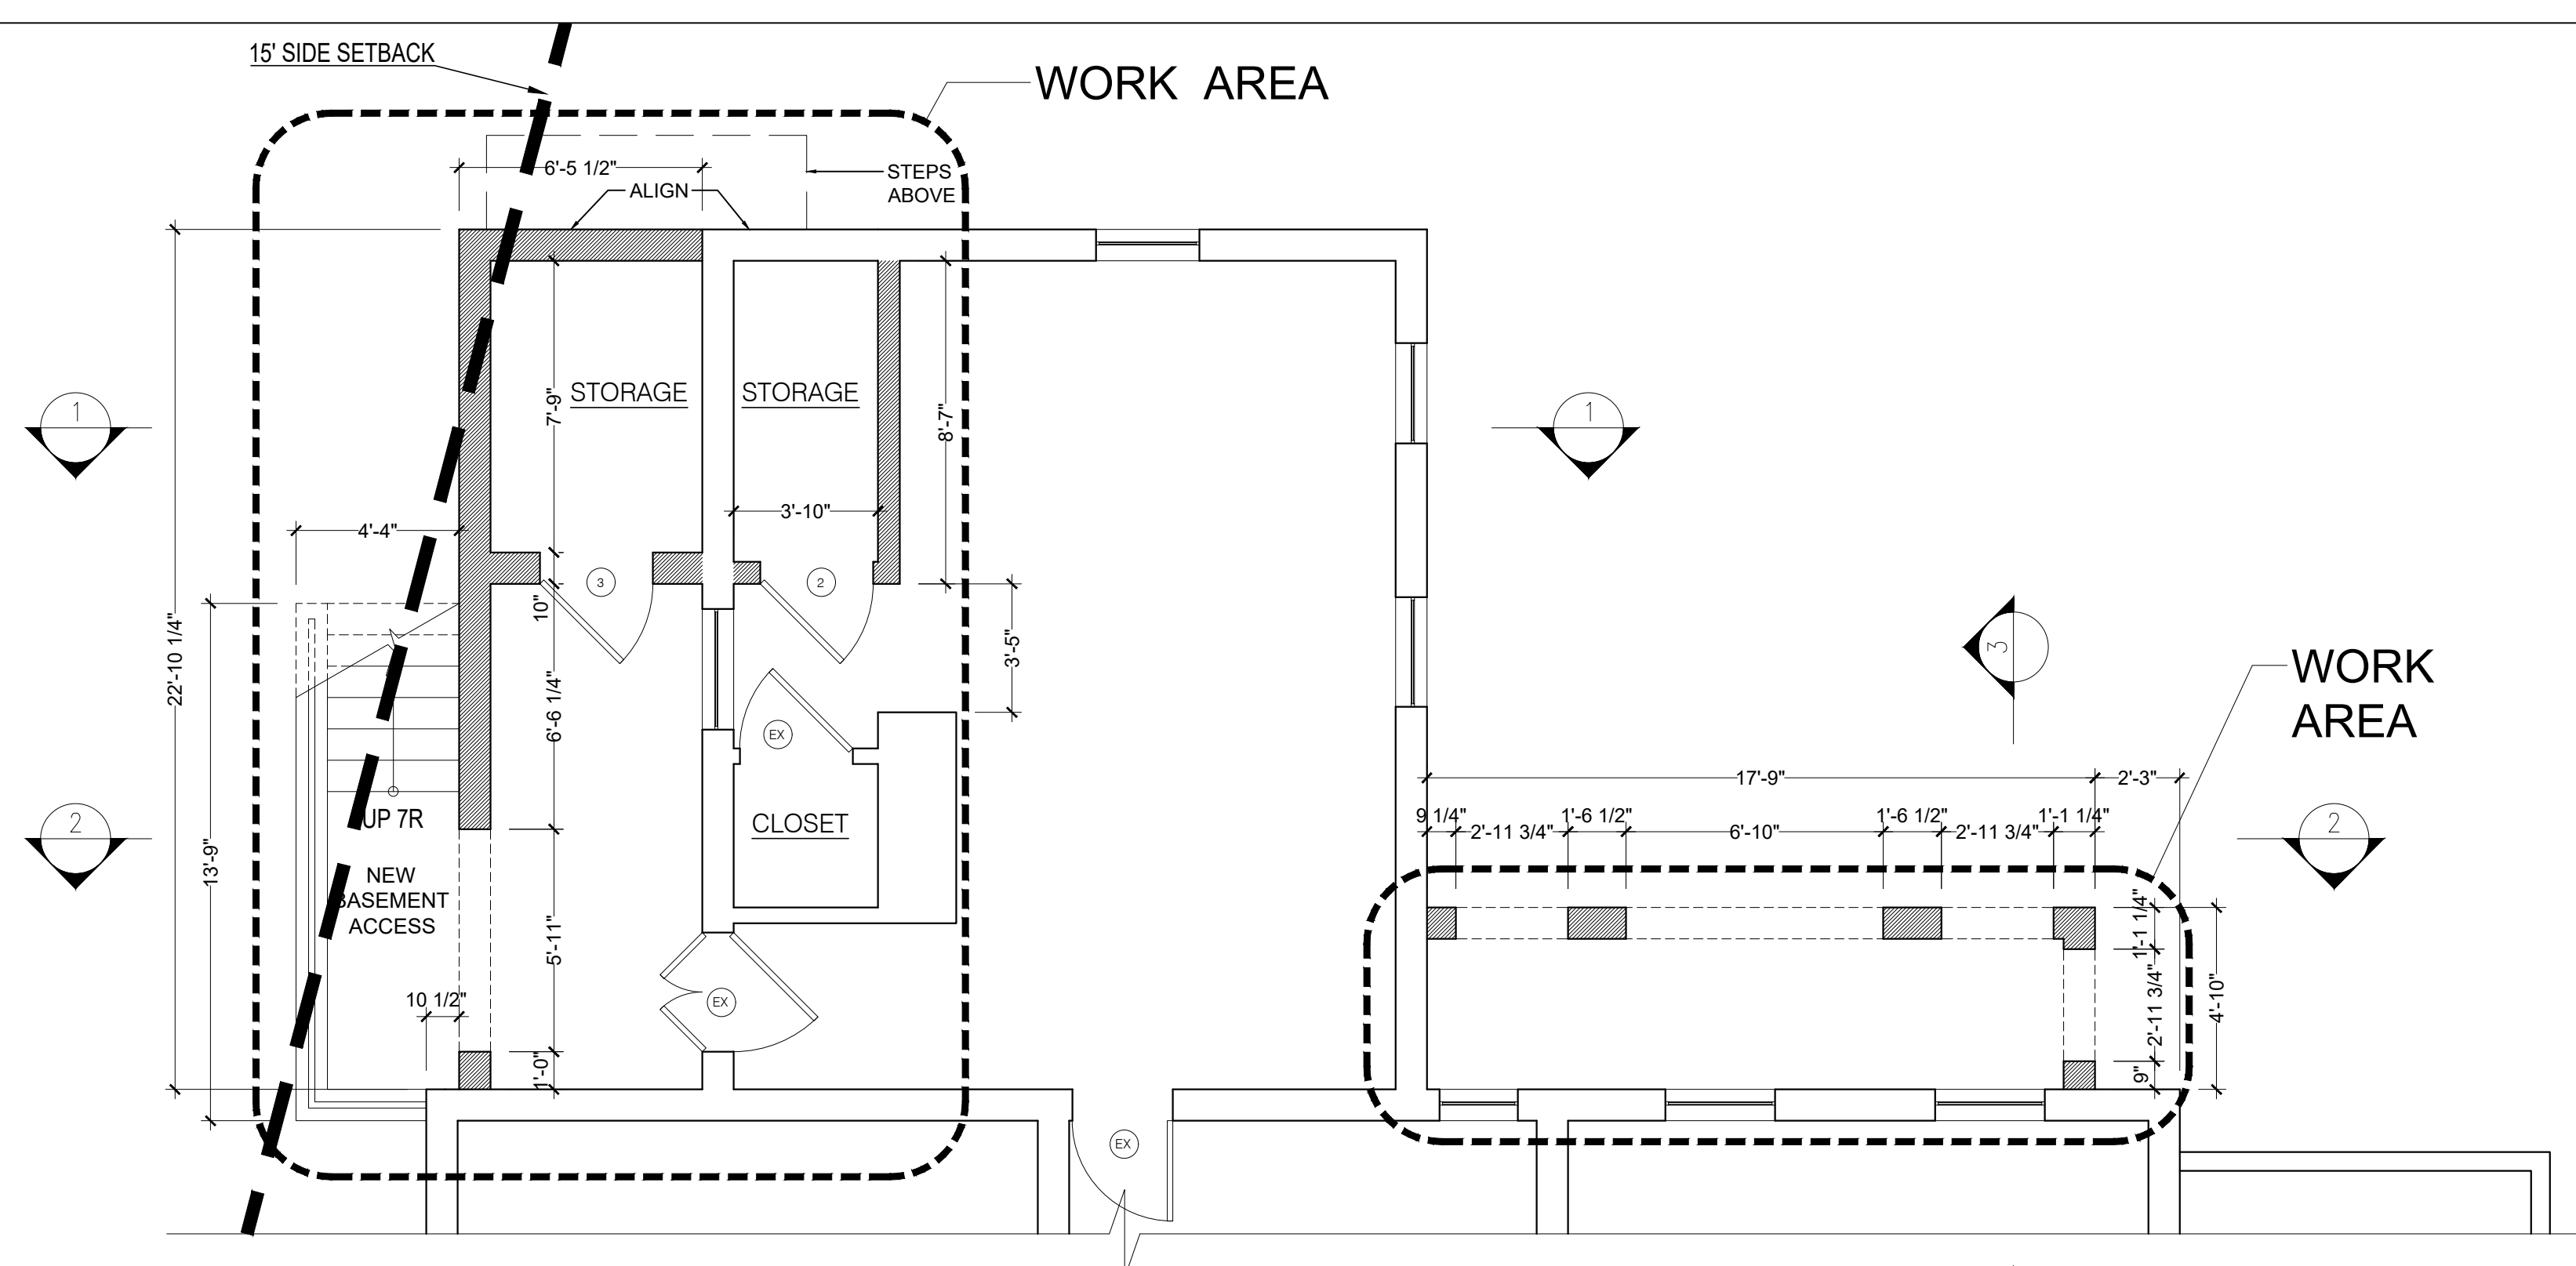 15' SIDE SETBACK
WORK AREA
6'-5 1/2"
STEPS
ABOVE
ALIGN
STORAGE
STORAGE
7'-9"
8'-7"
1
1
3'-10"
4'-4"
3
2
10"
22'-10 1/4"
3'-5"
3
6'-6 1/4"
WORK
AREA
EX
17'-9"
2'-3"
UP 7R
CLOSET
2
9 1/4"
1'-6 1/2"
1'-6 1/2"
1'-1 1/4"
2'-11 3/4"
6'-10"
2'-11 3/4"
2
13'-9"
NEW
BASEMENT
ACCESS
5'-11"
1'-1 1/4"
10 1/2"
EX
2'-11 3/4"
4'-10"
1'-0"
9"
EX